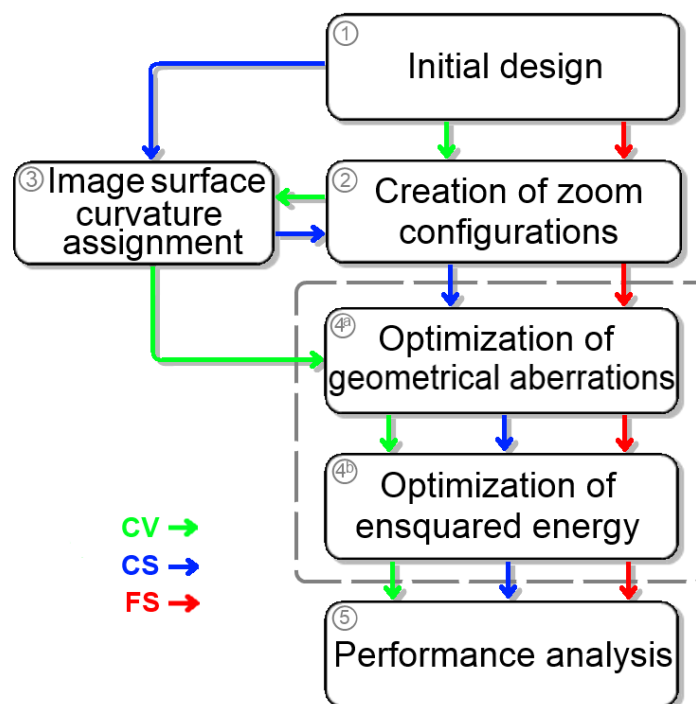 1
Initial design
3
Image surface
curvature
assignment
2
Creation of zoom
configurations
4a
Optimization of
geometrical aberrations
4b
Optimization of
ensquared energy
CV
CS
FS
5
Performance analysis